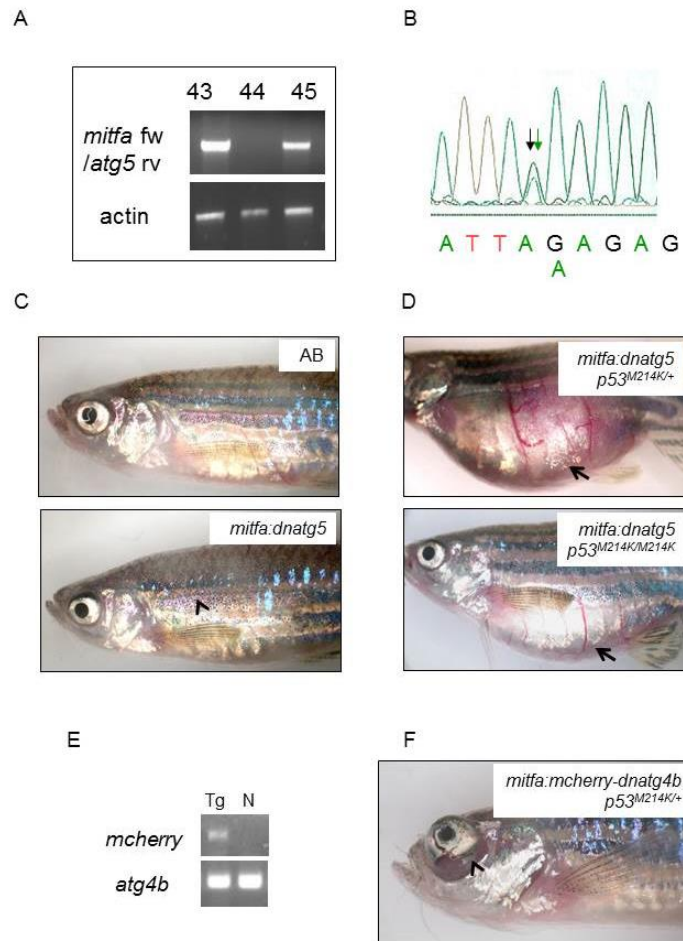 A
43 44 45
mitfa fw
/atg5 rv
actin
B
A T T A G A G A G
A
C
AB
mitfa:dnatg5
D
mitfa:dnatg5
p53M214K/+
mitfa:dnatg5
p53M214K/M214K
E
Tg N
mcherry
atg4b
F
mitfa:mcherry-dnatg4b
p53M214K/+